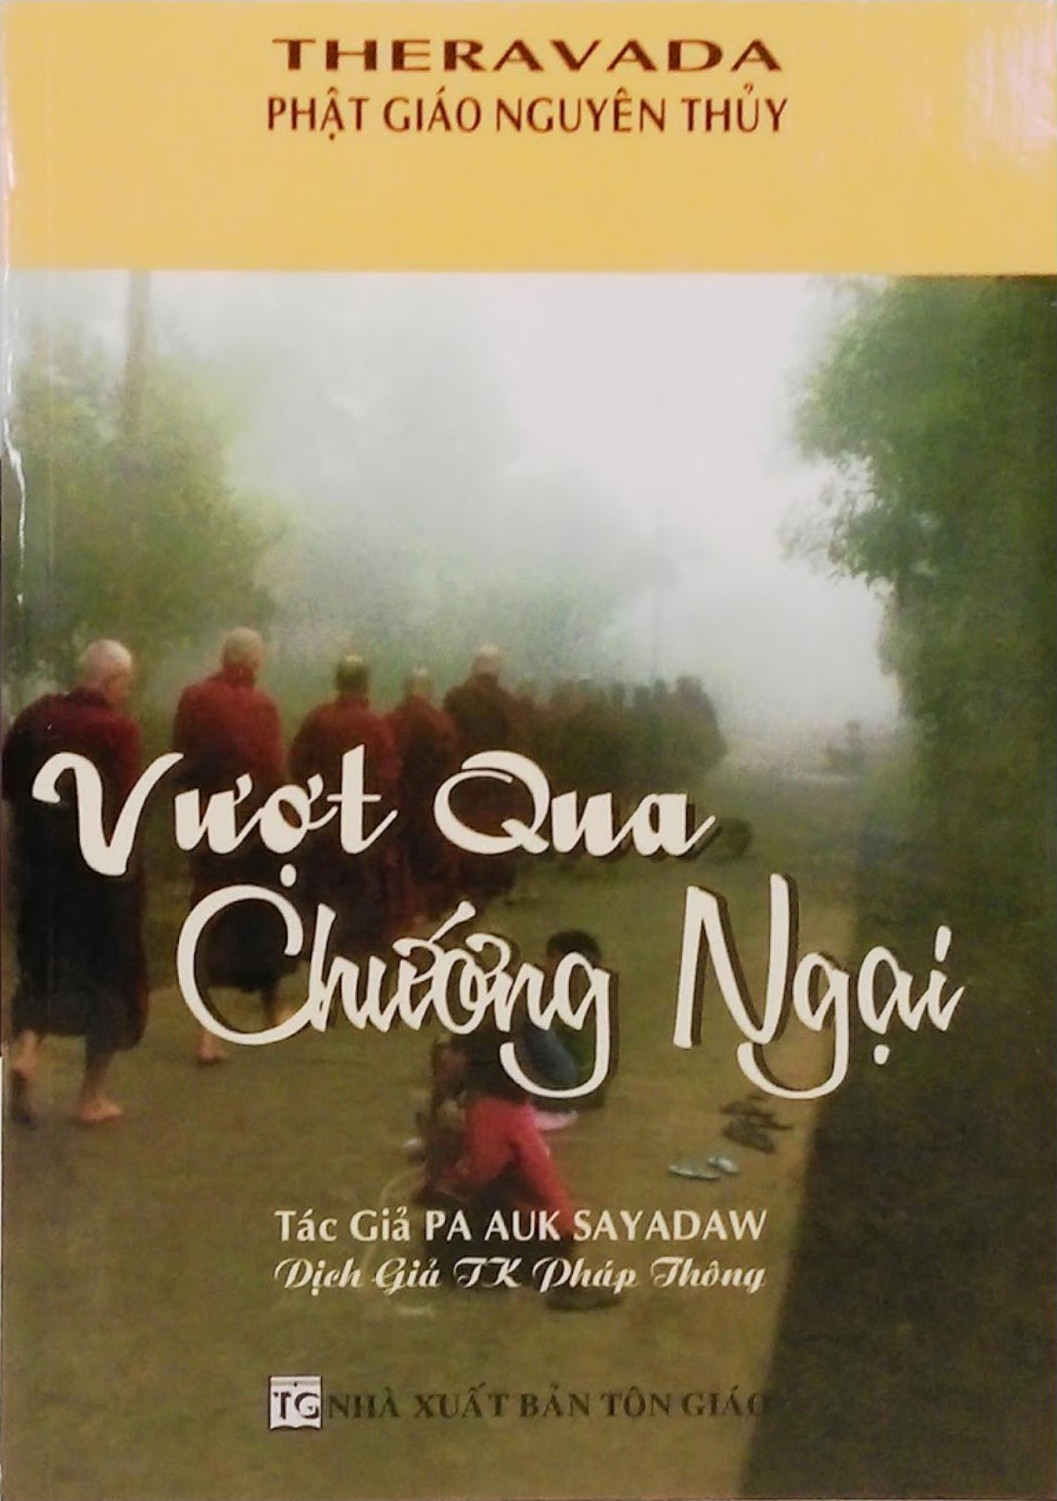 THERAVADA
PHẬT GIÁO NGUYÊN THỦY
Vượt Qua
Chướng Ngại
Tác Giả PA AUK SAYADAW
Dịch Giả TK Pháp Thông
TG NHÀ XUẤT BẢN TÔN GIÁO